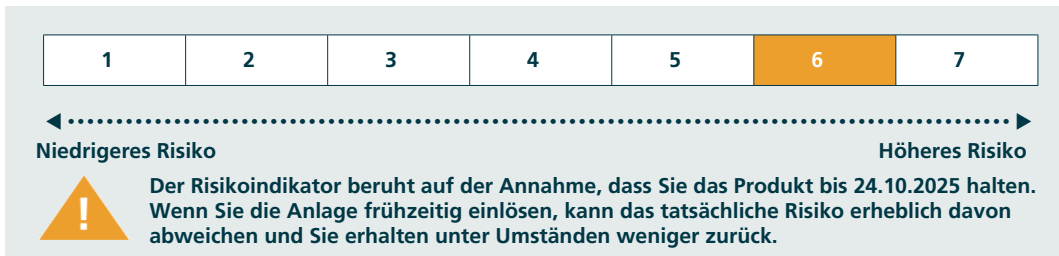 1 2 3 4 5 6 7
Niedrigeres Risiko Höheres Risiko
!
Der Risikoindikator beruht auf der Annahme, dass Sie das Produkt bis 24.10.2025 halten.
Wenn Sie die Anlage frühzeitig einlösen, kann das tatsächliche Risiko erheblich davon
abweichen und Sie erhalten unter Umständen weniger zurück.